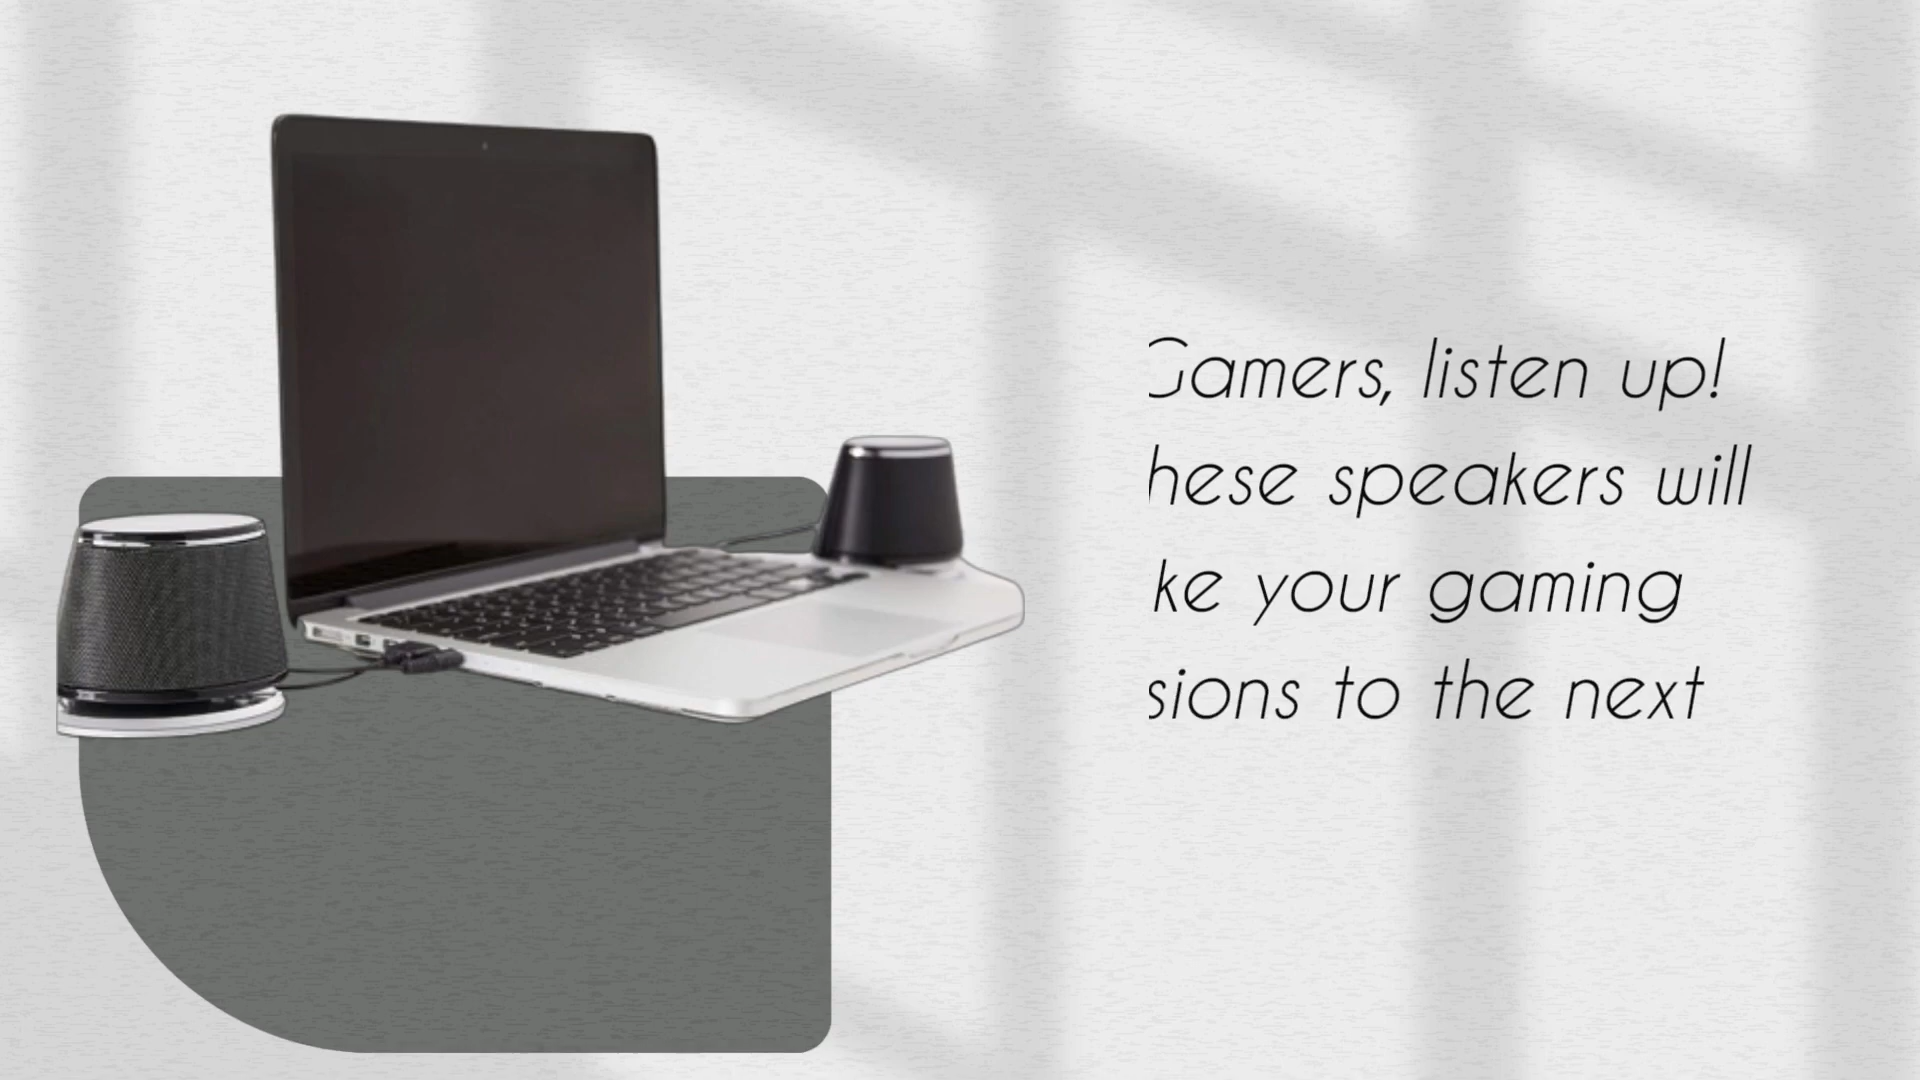 Gamers, listen up!
hese speakers will
ke your gaming
sions to the next